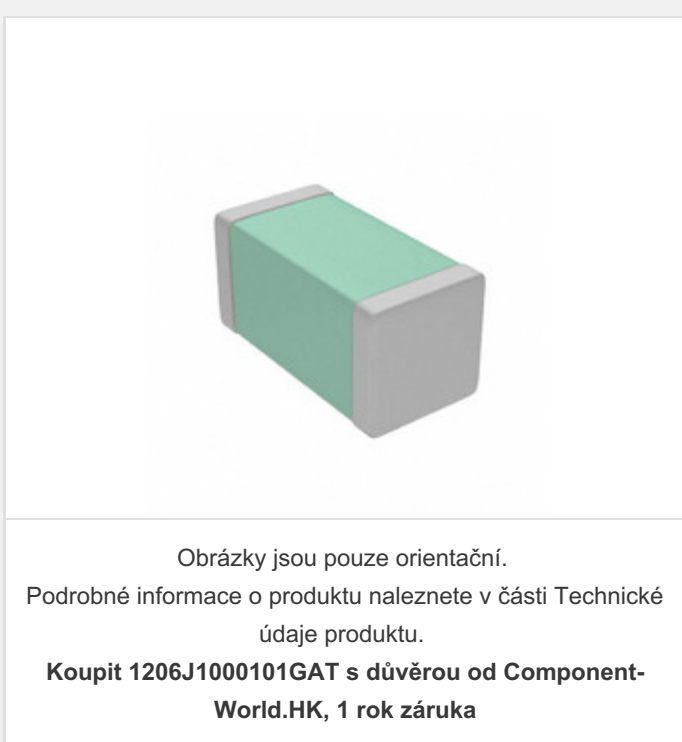 Obrázky jsou pouze orientační.
Podrobné informace o produktu naleznete v části Technické
údaje produktu.
Koupit 1206J1000101GAT s důvěrou od Component-
World.HK, 1 rok záruka